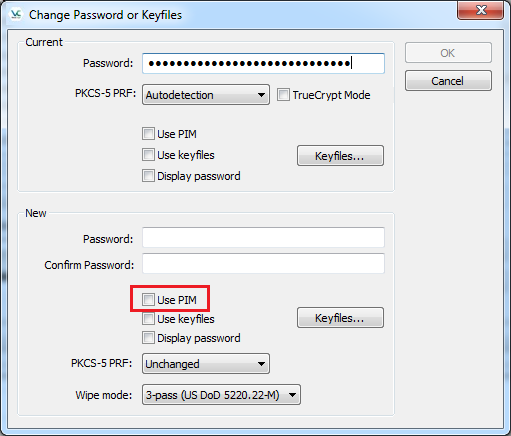 Change Password or Keyfiles
Current
Password: ●●●●●●●●●●●●●●●●●●●●●●●●●●●●●
OK
Cancel
PKCS-5 PRF: Autodetection TrueCrypt Mode
Use PIM
Use keyfiles Keyfiles...
Display password
New
Password:
Confirm Password:
Use PIM
Use keyfiles Keyfiles...
Display password
PKCS-5 PRF: Unchanged
Wipe mode: 3-pass (US DoD 5220.22-M)